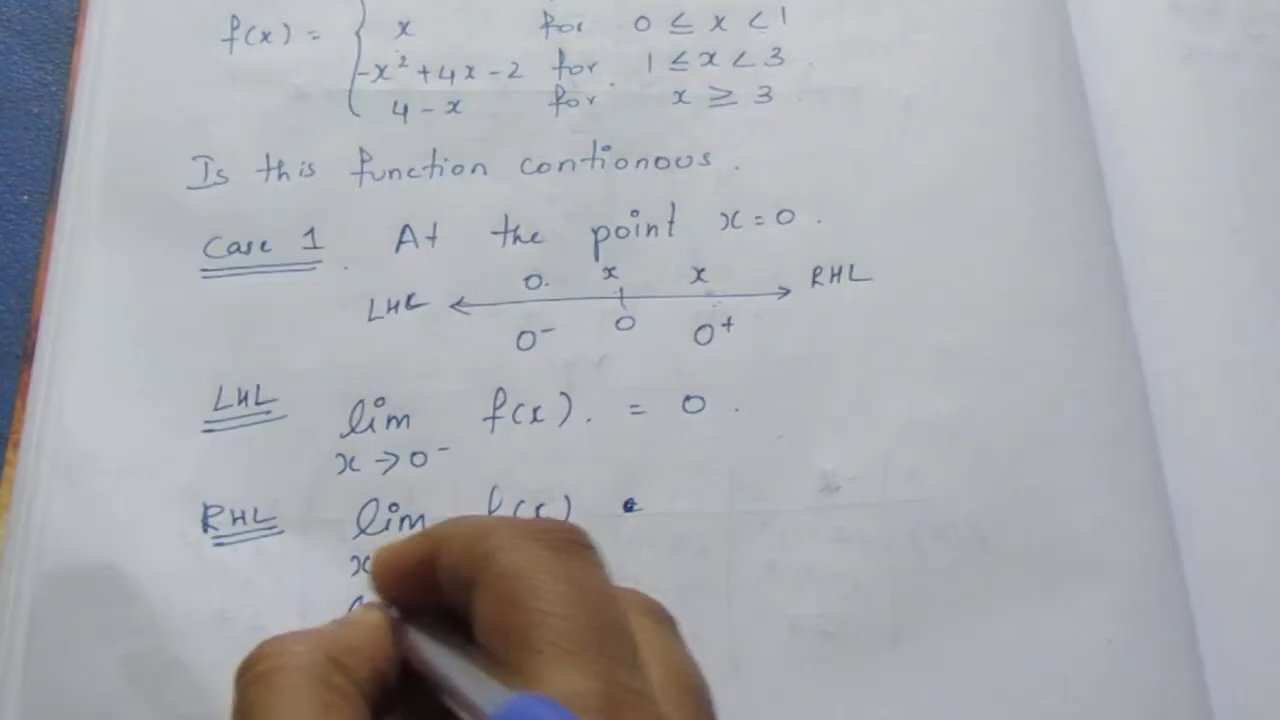 f(x) = { x for 0 ≤ x < 1
-x² + 4x - 2 for 1 ≤ x < 3
4 - x for x ≥ 3
Is this function contionous.
Case 1. At the point x = 0.
0. x x RHL
LHL
0⁻ 0 0⁺
LHL lim f(x). = 0.
x → 0⁻
RHL lim f(x)
x